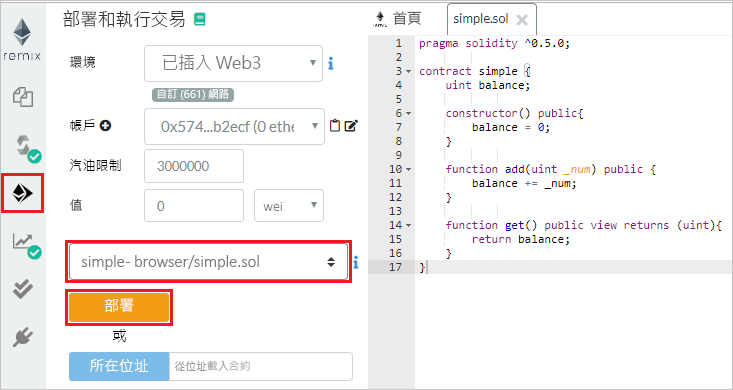 remix
部署和執行交易
環境
已插入 Web3
自訂 (661) 網路
帳戶
0x574...b2ecf (0 ethe
汽油限制
3000000
值
0
wei
simple- browser/simple.sol
部署
或
所在位址
從位址載入合約
首頁
simple.sol
1 pragma solidity ^0.5.0;
2
3 contract simple {
4     uint balance;
5
6     constructor() public{
7         balance = 0;
8     }
9
10     function add(uint _num) public {
11         balance += _num;
12     }
13
14     function get() public view returns (uint){
15         return balance;
16     }
17 }